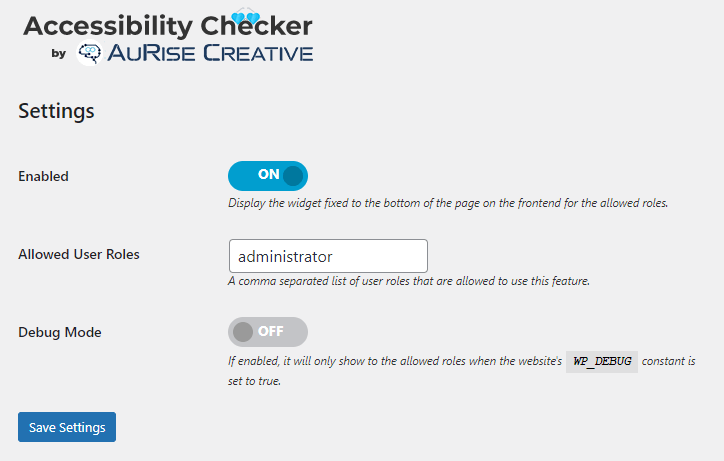 Accessibility Checker
by AURISE CREATIVE
Settings
Enabled
ON
Display the widget fixed to the bottom of the page on the frontend for the allowed roles.
Allowed User Roles
administrator
A comma separated list of user roles that are allowed to use this feature.
Debug Mode
OFF
If enabled, it will only show to the allowed roles when the website's WP_DEBUG constant is
set to true.
Save Settings